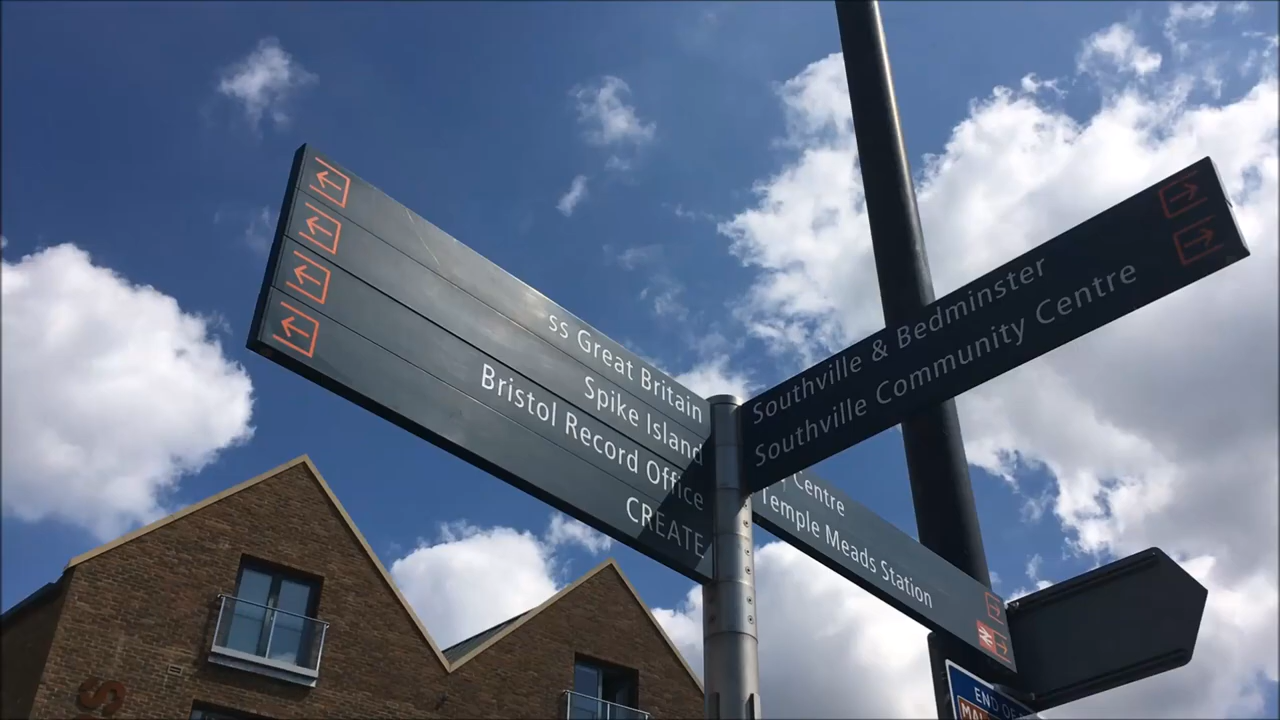 ss Great Britain
Spike Island
Bristol Record Office
CREATE
Southville & Bedminster
Southville Community Centre
Centre
Temple Meads Station
END OF